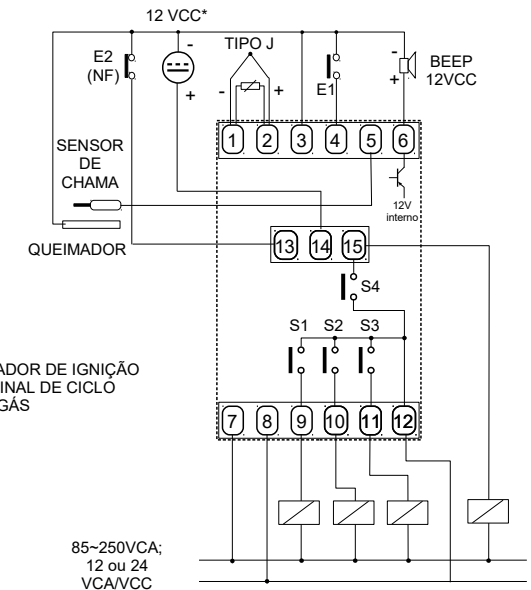 12 VCC*
E2
(NF)
-
+
TIPO J
-
+
E1
-
+
BEEP
12VCC
1
2
3
4
5
6
SENSOR
DE
CHAMA
12V
interno
QUEIMADOR
13
14
15
S4
S1
S2
S3
ADOR DE IGNIÇÃO
INAL DE CICLO
GÁS
7
8
9
10
11
12
85~250VCA;
12 ou 24
VCA/VCC